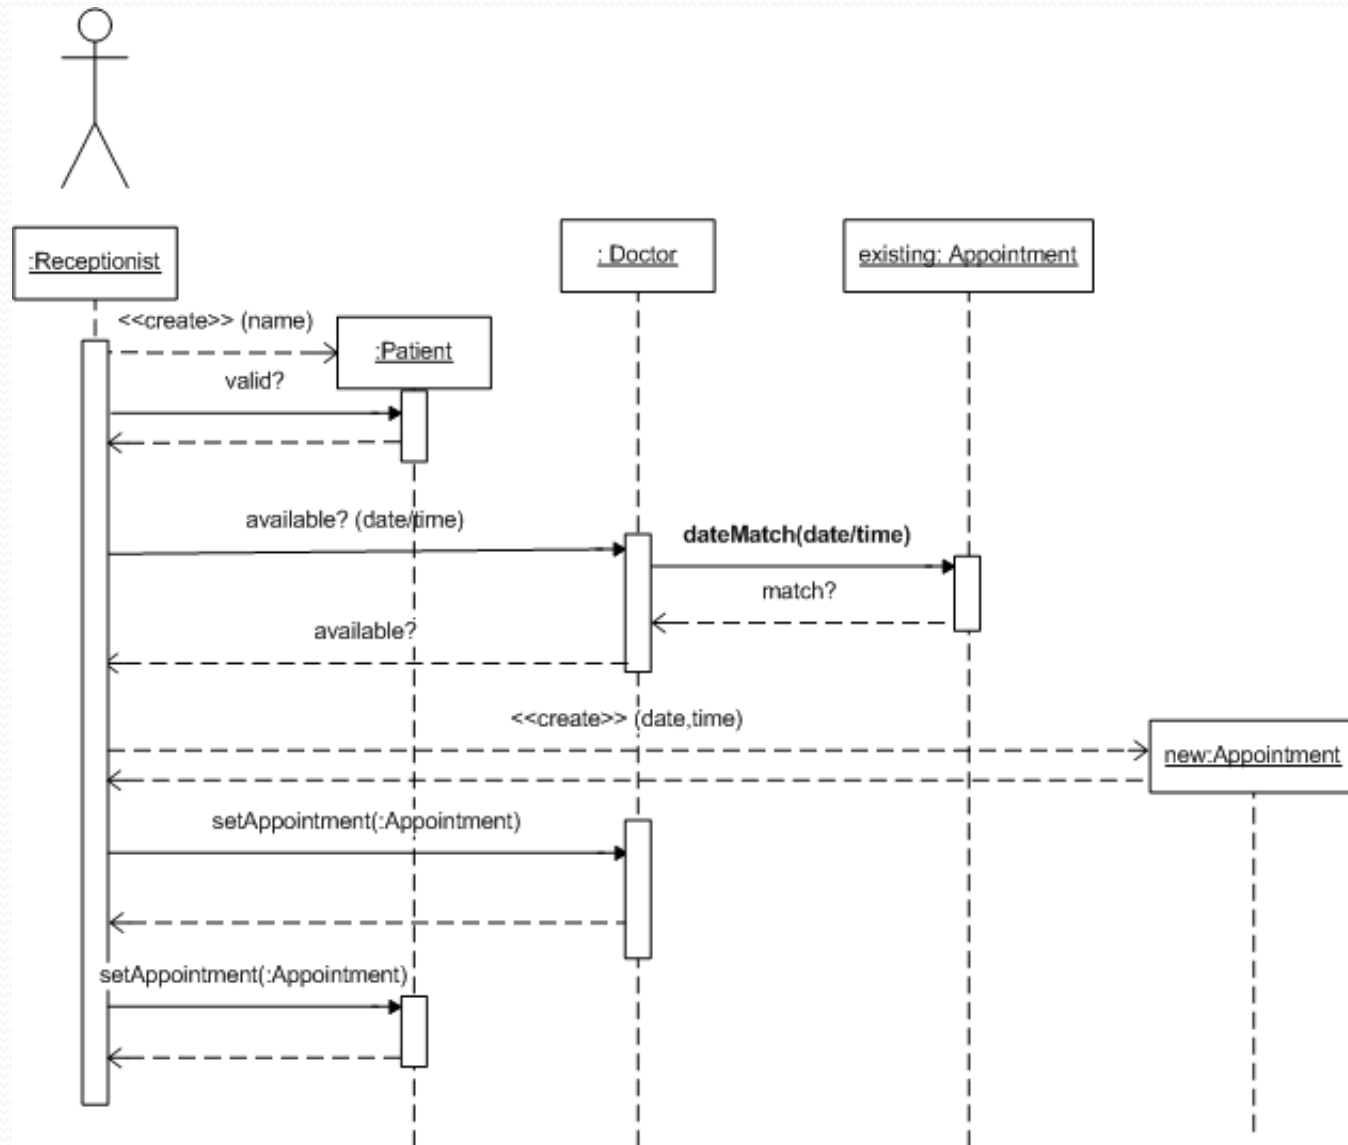 :Receptionist
: Doctor
existing: Appointment
<<create>> (name)
:Patient
valid?
available? (date/time)
dateMatch(date/time)
match?
available?
<<create>> (date,time)
new:Appointment
setAppointment(:Appointment)
setAppointment(:Appointment)